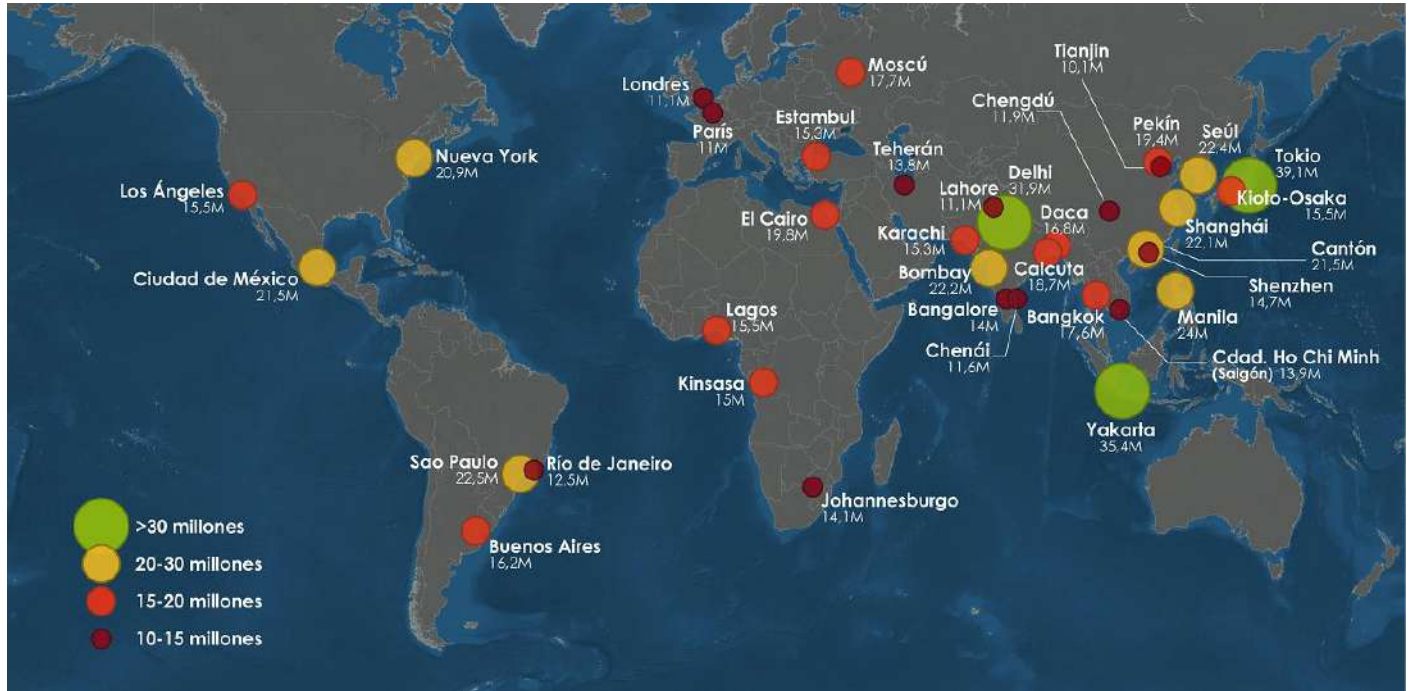 Tianjin
10,1M
Moscú
17,7M
Londres
11,1M
Chengdú
11,9M
París
11M
Estambul
15,3M
Pekín
19,4M
Seúl
22,4M
Nueva York
20,9M
Teherán
13,8M
Delhi
31,9M
Tokio
39,1M
Los Ángeles
15,5M
Lahore
11,1M
Kioto-Osaka
15,5M
El Cairo
19,8M
Daca
16,8M
Karachi
15,3M
Shanghái
22,1M
Cantón
21,5M
Ciudad de México
21,5M
Bombay
22,2M
Calcuta
18,7M
Shenzhen
14,7M
Lagos
15,5M
Bangalore
14M
Bangkok
17,6M
Manila
24M
Chenái
11,6M
Cdad. Ho Chi Minh
(Saigón) 13,9M
Kinsasa
15M
Yakarta
35,4M
Sao Paulo
22,5M
Río de Janeiro
12,5M
Johannesburgo
14,1M
Buenos Aires
16,2M
>30 millones
20-30 millones
15-20 millones
10-15 millones